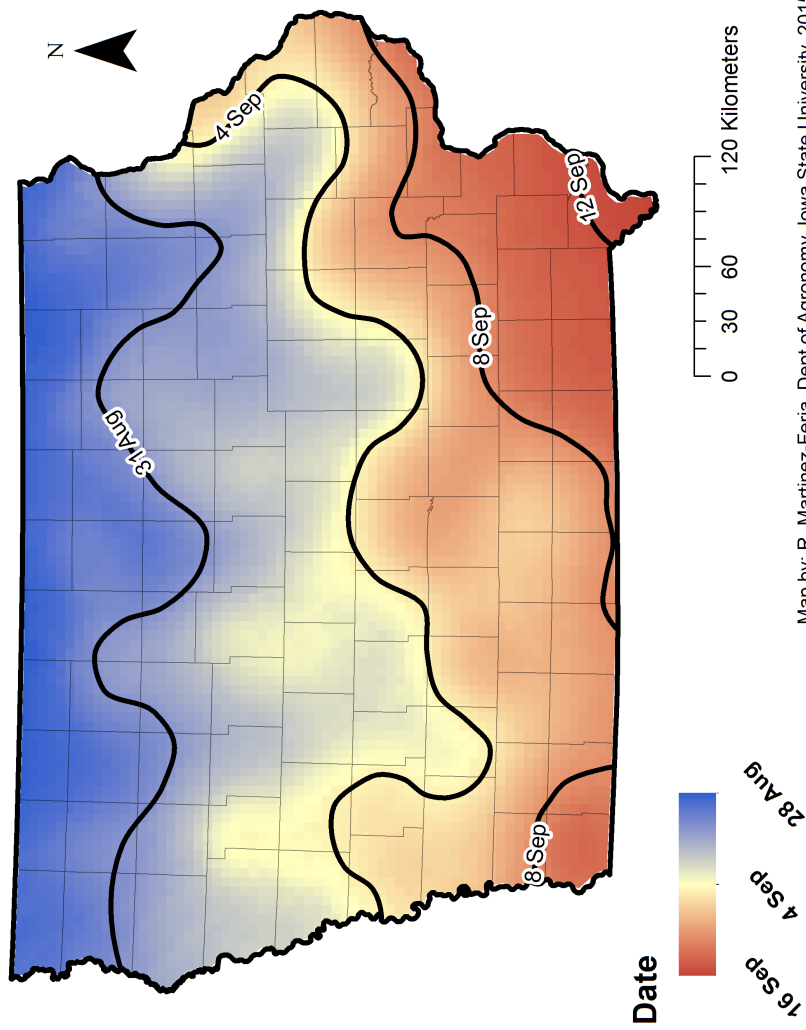 N
4 Sep
31 Aug
12 Sep
8 Sep
8 Sep
0 30 60 120 Kilometers
Date
16 Sep
4 Sep
28 Aug
Map by: R. Martinez-Feria, Dept of Agronomy, Iowa State University,